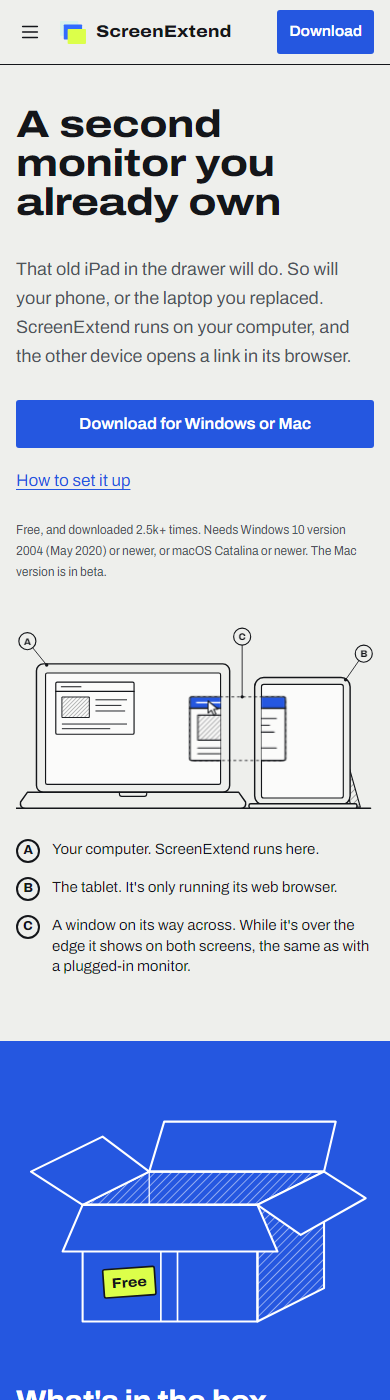 ScreenExtend
Download
A second
monitor you
already own
That old iPad in the drawer will do. So will
your phone, or the laptop you replaced.
ScreenExtend runs on your computer, and
the other device opens a link in its browser.
Download for Windows or Mac
How to set it up
Free, and downloaded 2.5k+ times. Needs Windows 10 version
2004 (May 2020) or newer, or macOS Catalina or newer. The Mac
version is in beta.
A
C
B
A Your computer. ScreenExtend runs here.
B The tablet. It's only running its web browser.
C A window on its way across. While it's over the
edge it shows on both screens, the same as with
a plugged-in monitor.
Free
What's in the box